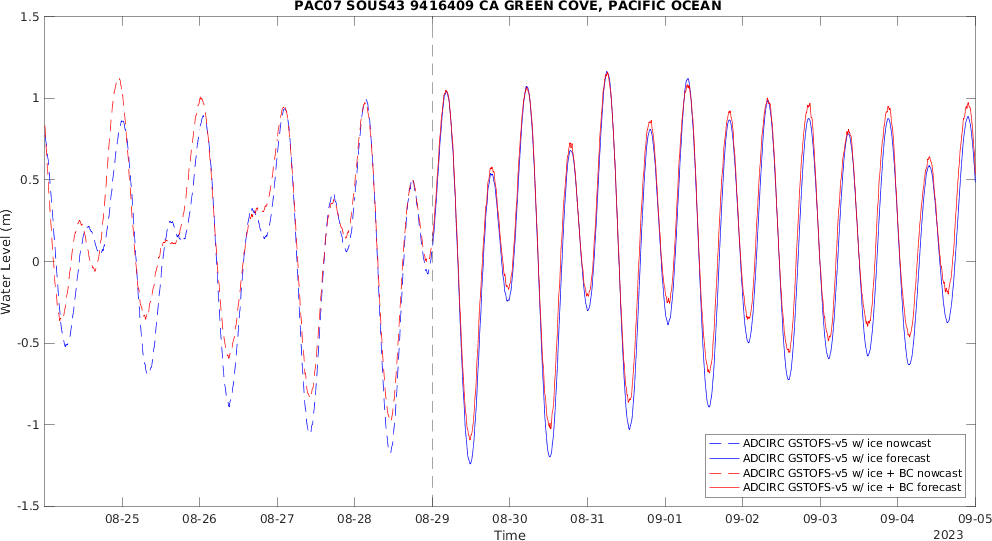 PAC07 SOUS43 9416409 CA GREEN COVE, PACIFIC OCEAN
1.5
1
0.5
0
-0.5
-1
-1.5
Water Level (m)
ADCIRC GSTOFS-v5 w/ ice nowcast
ADCIRC GSTOFS-v5 w/ ice forecast
ADCIRC GSTOFS-v5 w/ ice + BC nowcast
ADCIRC GSTOFS-v5 w/ ice + BC forecast
08-25 08-26 08-27 08-28 08-29 08-30 08-31 09-01 09-02 09-03 09-04 09-05
Time
2023